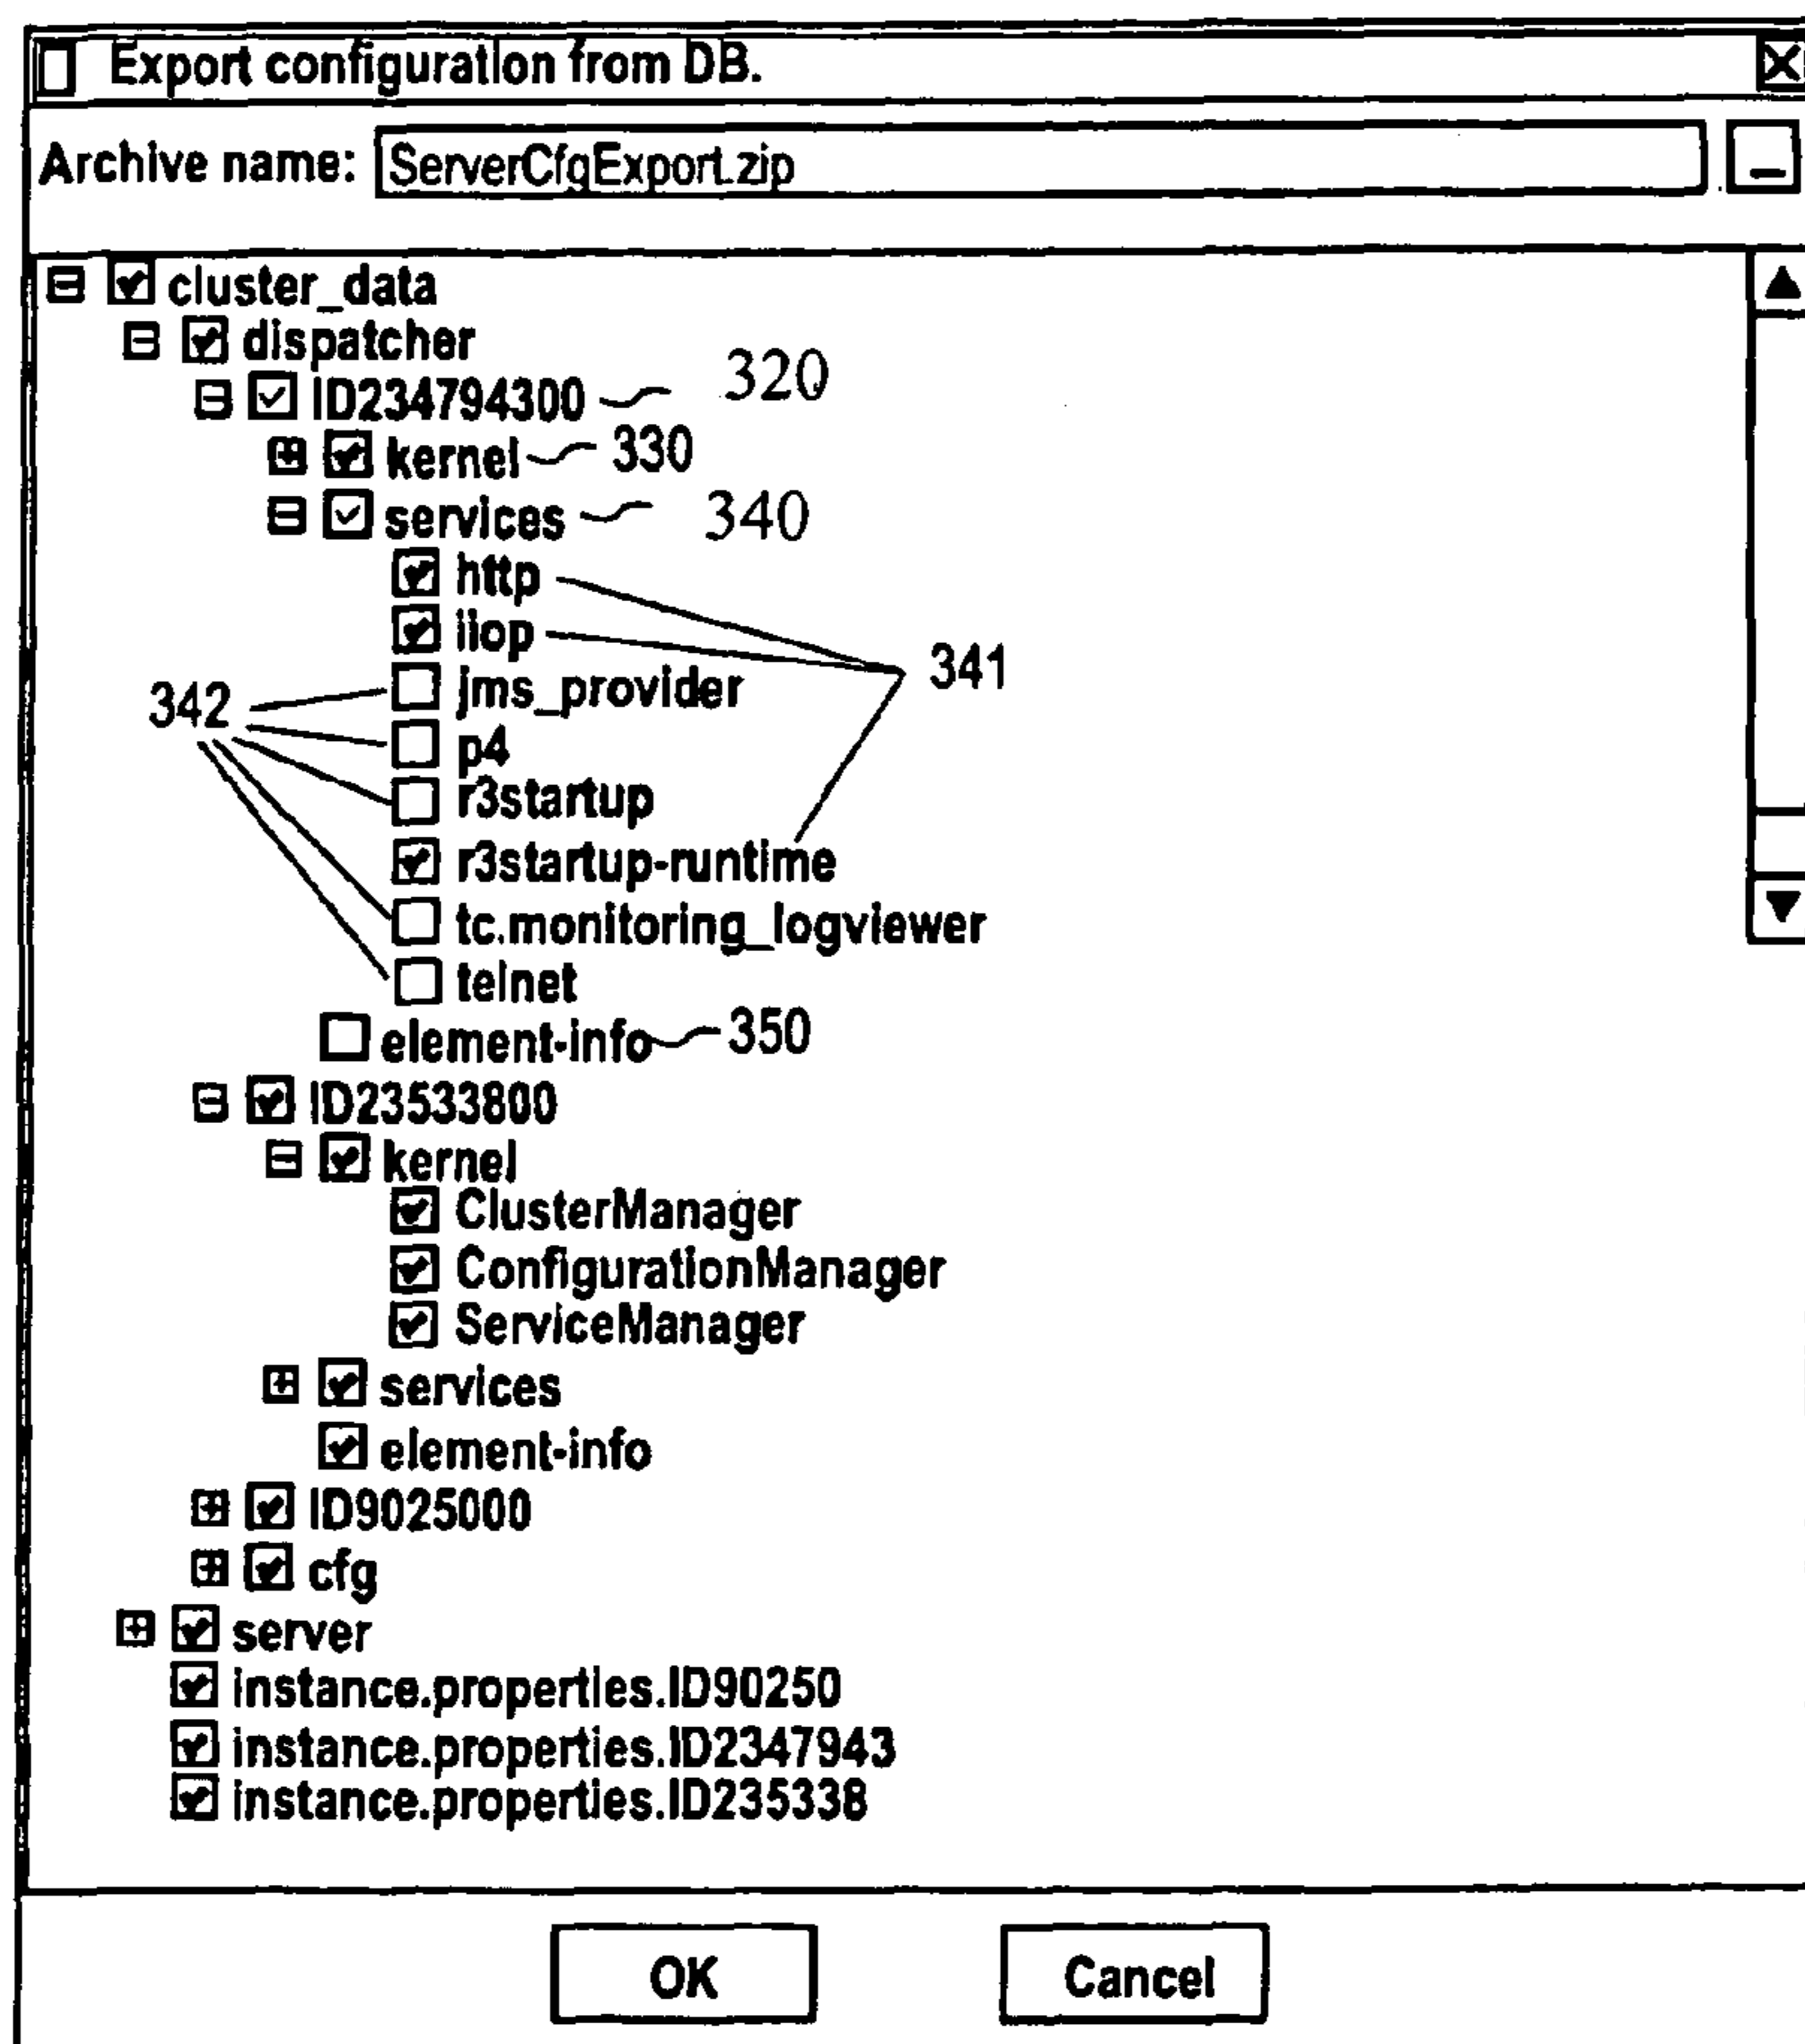 Export configuration from DB.
Archive name: ServerCfgExport.zip
cluster_data
dispatcher
ID234794300 320
kernel 330
services 340
http
iiop
341
jms_provider
342
p4
r3startup
r3startup-runtime
tc.monitoring_logviewer
telnet
element-info 350
ID23533800
kernel
ClusterManager
ConfigurationManager
ServiceManager
services
element-info
ID9025000
cfg
server
instance.properties.ID90250
instance.properties.ID2347943
instance.properties.ID235338
OK Cancel